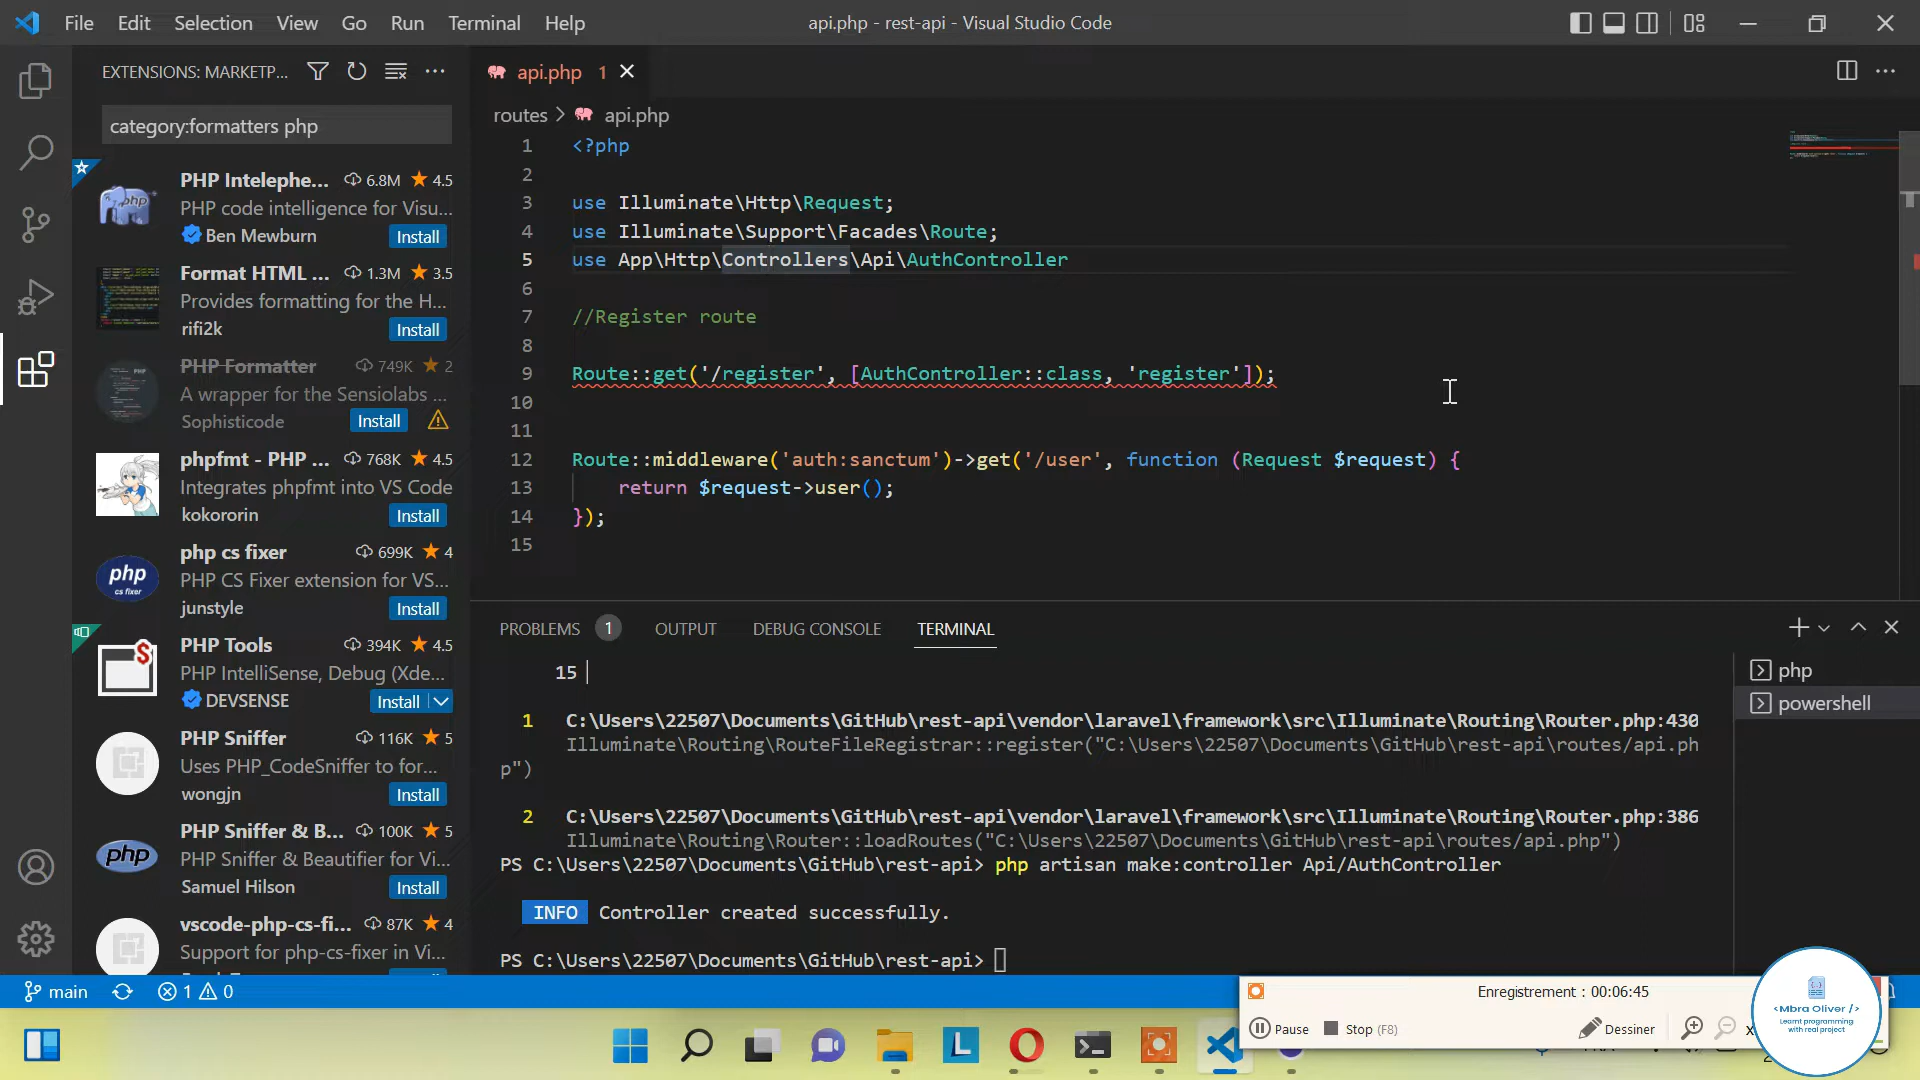 File Edit Selection View Go Run Terminal Help
api.php - rest-api - Visual Studio Code
EXTENSIONS: MARKETP...
category:formatters php
PHP Intelephe... 6.8M 4.5
PHP code intelligence for Visu...
Ben Mewburn Install
Format HTML ... 1.3M 3.5
Provides formatting for the H...
rifi2k Install
PHP Formatter 749K 2
A wrapper for the Sensiolabs ...
Sophisticode Install
phpfmt - PHP ... 768K 4.5
Integrates phpfmt into VS Code
kokororin Install
php cs fixer 699K 4
PHP CS Fixer extension for VS...
junstyle Install
PHP Tools 394K 4.5
PHP IntelliSense, Debug (Xde...
DEVSENSE Install
PHP Sniffer 116K 5
Uses PHP_CodeSniffer to for...
wongjn Install
PHP Sniffer & B... 100K 5
PHP Sniffer & Beautifier for Vi...
Samuel Hilson Install
vscode-php-cs-fi... 87K 4
Support for php-cs-fixer in Vi...
api.php 1
routes > api.php
1 <?php
2
3 use Illuminate\Http\Request;
4 use Illuminate\Support\Facades\Route;
5 use App\Http\Controllers\Api\AuthController
6
7 //Register route
8
9 Route::get('/register', [AuthController::class, 'register']);
10
11
12 Route::middleware('auth:sanctum')->get('/user', function (Request $request) {
13 return $request->user();
14 });
15
PROBLEMS 1 OUTPUT DEBUG CONSOLE TERMINAL
15
1 C:\Users\22507\Documents\GitHub\rest-api\vendor\laravel\framework\src\Illuminate\Routing\Router.php:430
Illuminate\Routing\RouteFileRegistrar::register("C:\Users\22507\Documents\GitHub\rest-api\routes/api.ph
p")
2 C:\Users\22507\Documents\GitHub\rest-api\vendor\laravel\framework\src\Illuminate\Routing\Router.php:386
Illuminate\Routing\Router::loadRoutes("C:\Users\22507\Documents\GitHub\rest-api\routes/api.php")
PS C:\Users\22507\Documents\GitHub\rest-api> php artisan make:controller Api/AuthController
INFO Controller created successfully.
PS C:\Users\22507\Documents\GitHub\rest-api>
php
powershell
main 1 0
Enregistrement : 00:06:45
Pause Stop (F8) Dessiner
<Mbra Oliver />
Learnt programming
with real project